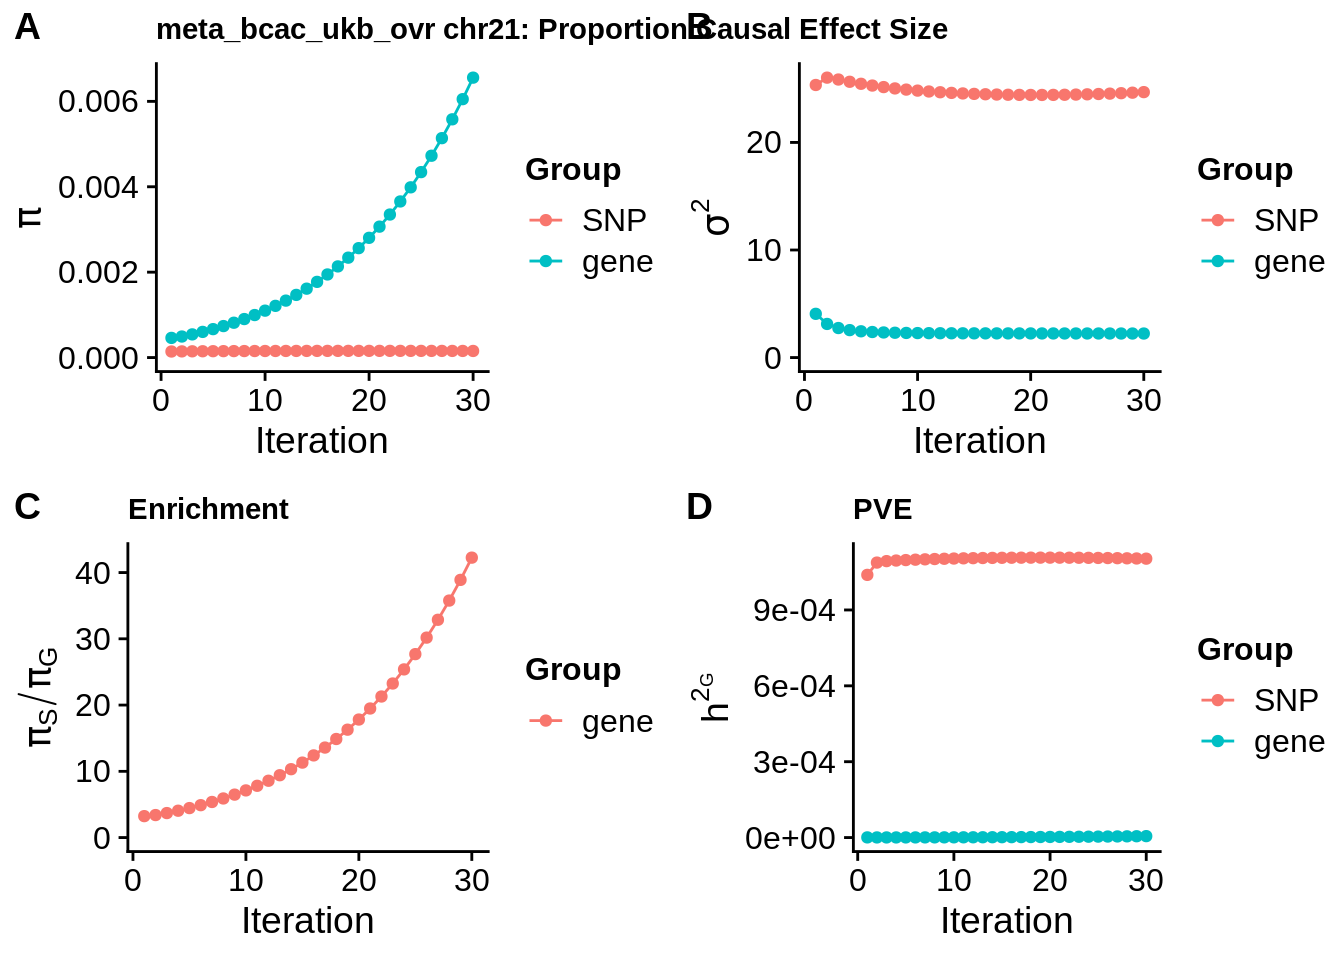 A
meta_bcac_ukb_ovr chr21: Proportion Causal
π
0.006
0.004
0.002
0.000
0 10 20 30
Iteration
Group
SNP
gene
B
Effect Size
σ²
20
10
0
0 10 20 30
Iteration
Group
SNP
gene
C
Enrichment
πS/πG
40
30
20
10
0
0 10 20 30
Iteration
Group
gene
D
PVE
h²G
9e-04
6e-04
3e-04
0e+00
0 10 20 30
Iteration
Group
SNP
gene